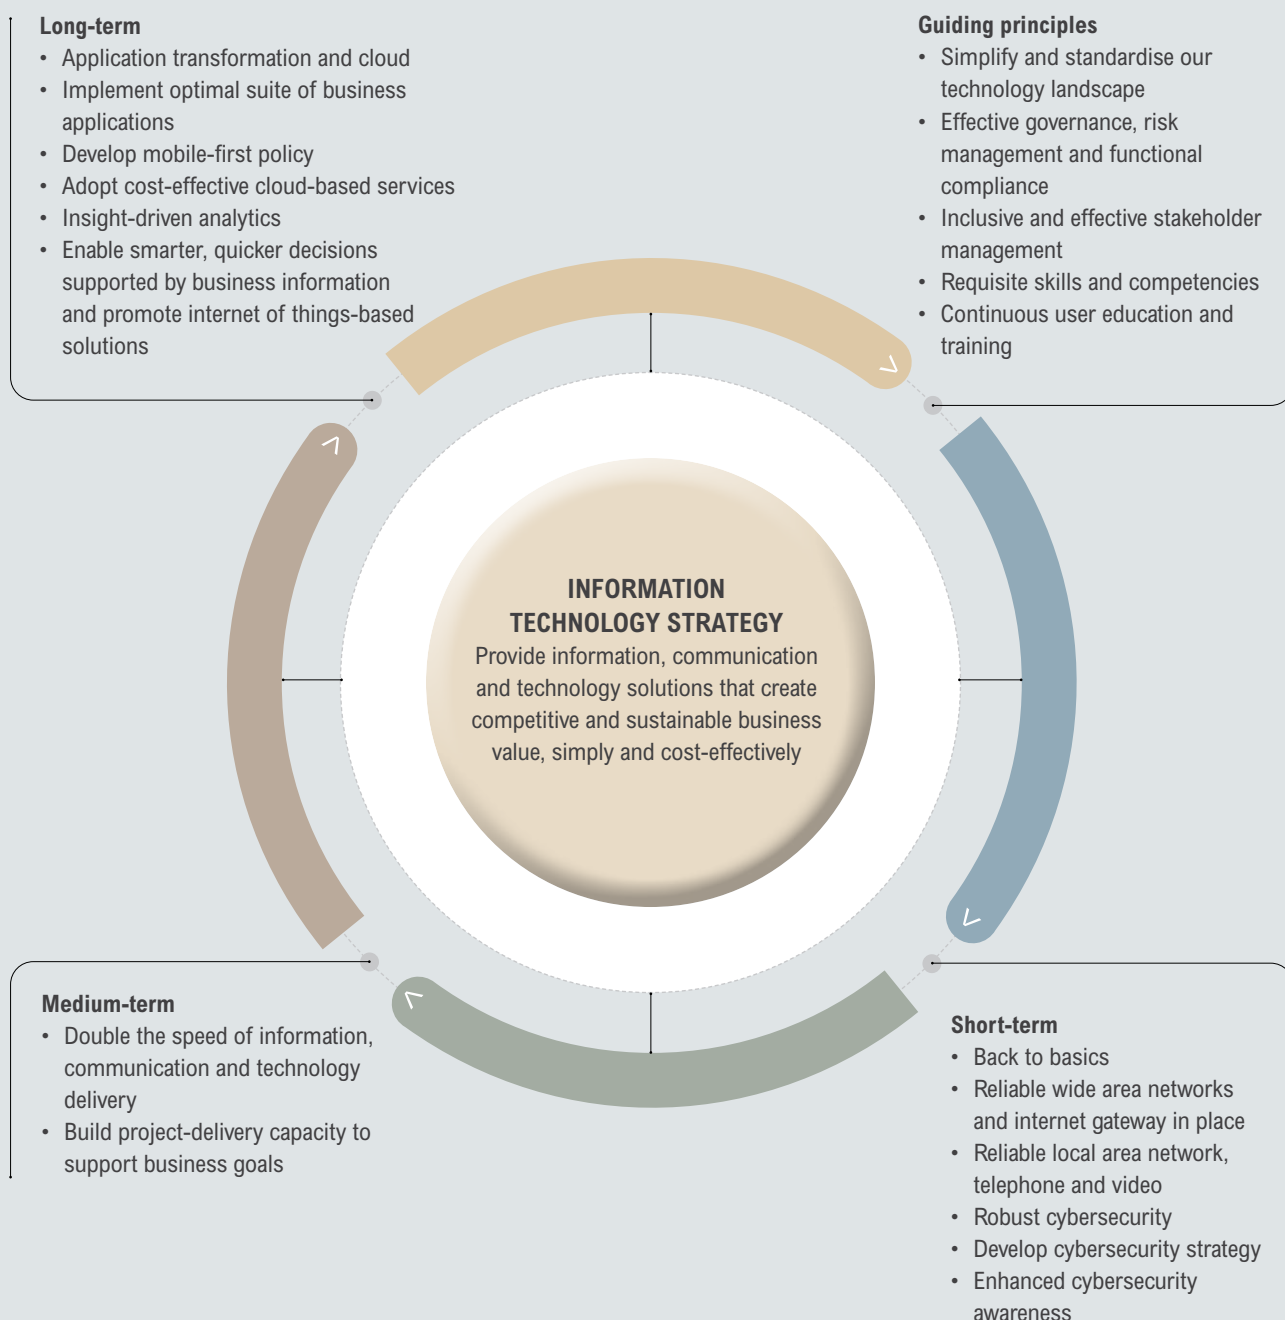 Long-term
• Application transformation and cloud
• Implement optimal suite of business
applications
• Develop mobile-first policy
• Adopt cost-effective cloud-based services
• Insight-driven analytics
• Enable smarter, quicker decisions
supported by business information
and promote internet of things-based
solutions
Guiding principles
• Simplify and standardise our
technology landscape
• Effective governance, risk
management and functional
compliance
• Inclusive and effective stakeholder
management
• Requisite skills and competencies
• Continuous user education and
training
INFORMATION
TECHNOLOGY STRATEGY
Provide information, communication
and technology solutions that create
competitive and sustainable business
value, simply and cost-effectively
Medium-term
• Double the speed of information,
communication and technology
delivery
• Build project-delivery capacity to
support business goals
Short-term
• Back to basics
• Reliable wide area networks
and internet gateway in place
• Reliable local area network,
telephone and video
• Robust cybersecurity
• Develop cybersecurity strategy
• Enhanced cybersecurity
awareness